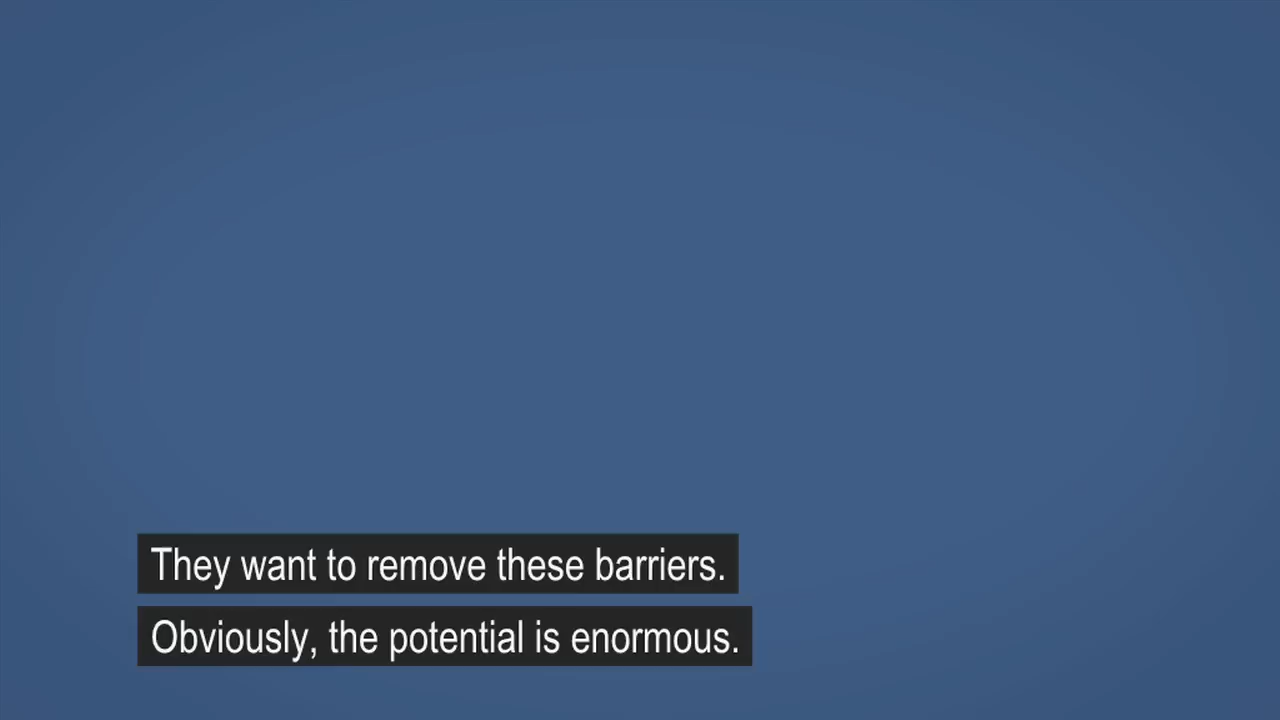 They want to remove these barriers.
Obviously, the potential is enormous.